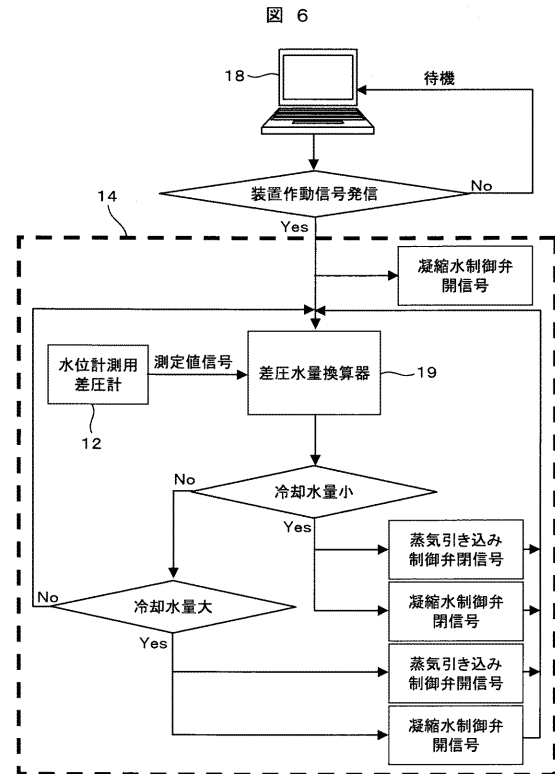 図 6
18
待機
装置作動信号発信
No
Yes
14
凝縮水制御弁
開信号
水位計測用
差圧計
測定値信号
差圧水量換算器
19
12
冷却水量小
No
Yes
蒸気引き込み
制御弁閉信号
凝縮水制御弁
閉信号
冷却水量大
No
Yes
蒸気引き込み
制御弁開信号
凝縮水制御弁
開信号